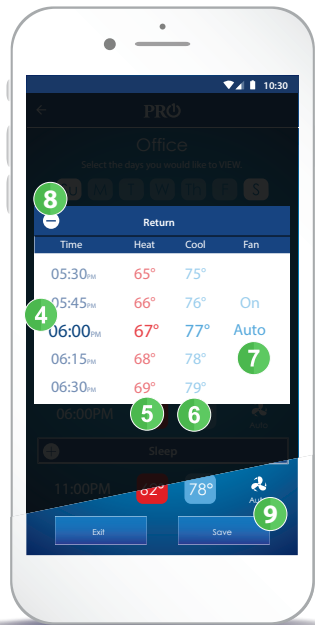 10:30
PRO
Office
Select the days you would like to VIEW.
Su M T W Th F S
8
Return
Time Heat Cool Fan
05:30PM 65° 75°
05:45PM 66° 76° On
4
06:00PM 67° 77° Auto
06:15PM 68° 78°
7
06:30PM 69° 79°
5 6
06:00PM Auto
Sleep
11:00PM 62° 78° Auto
9
Exit Save